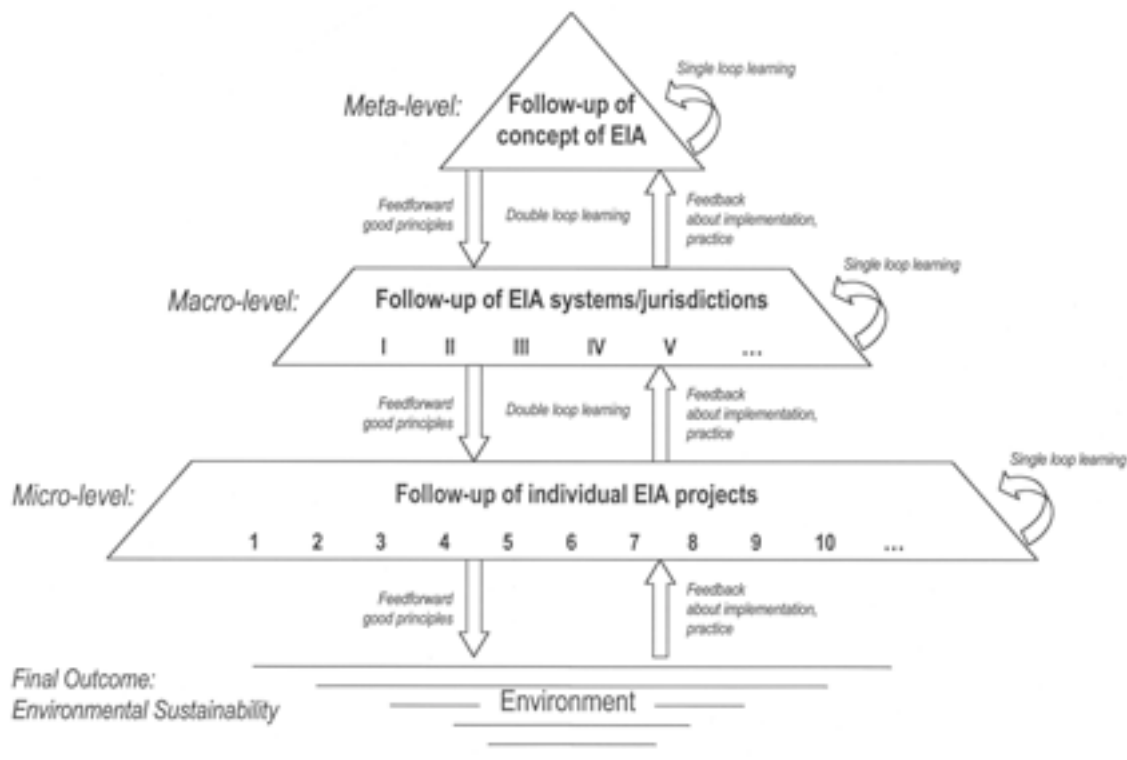 Single loop learning
Meta-level:
Follow-up of
concept of EIA
Feedforward
good principles
Double loop learning
Feedback
about implementation,
practice
Single loop learning
Macro-level:
Follow-up of EIA systems/jurisdictions
I II III IV V ...
Feedforward
good principles
Double loop learning
Feedback
about implementation,
practice
Single loop learning
Micro-level:
Follow-up of individual EIA projects
1 2 3 4 5 6 7 8 9 10 ...
Feedforward
good principles
Feedback
about implementation,
practice
Final Outcome:
Environmental Sustainability
Environment